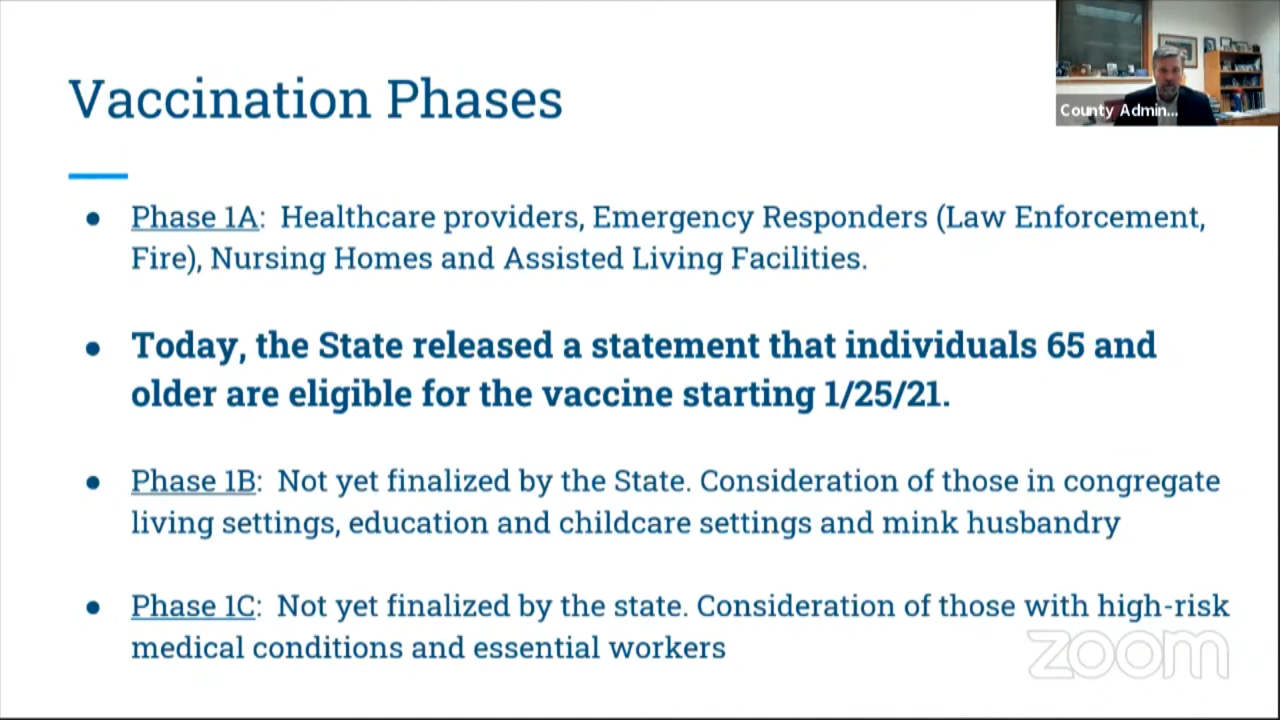 Vaccination Phases
County Admin...
● Phase 1A: Healthcare providers, Emergency Responders (Law Enforcement,
Fire), Nursing Homes and Assisted Living Facilities.
● Today, the State released a statement that individuals 65 and
older are eligible for the vaccine starting 1/25/21.
● Phase 1B: Not yet finalized by the State. Consideration of those in congregate
living settings, education and childcare settings and mink husbandry
● Phase 1C: Not yet finalized by the state. Consideration of those with high-risk
medical conditions and essential workers
zoom